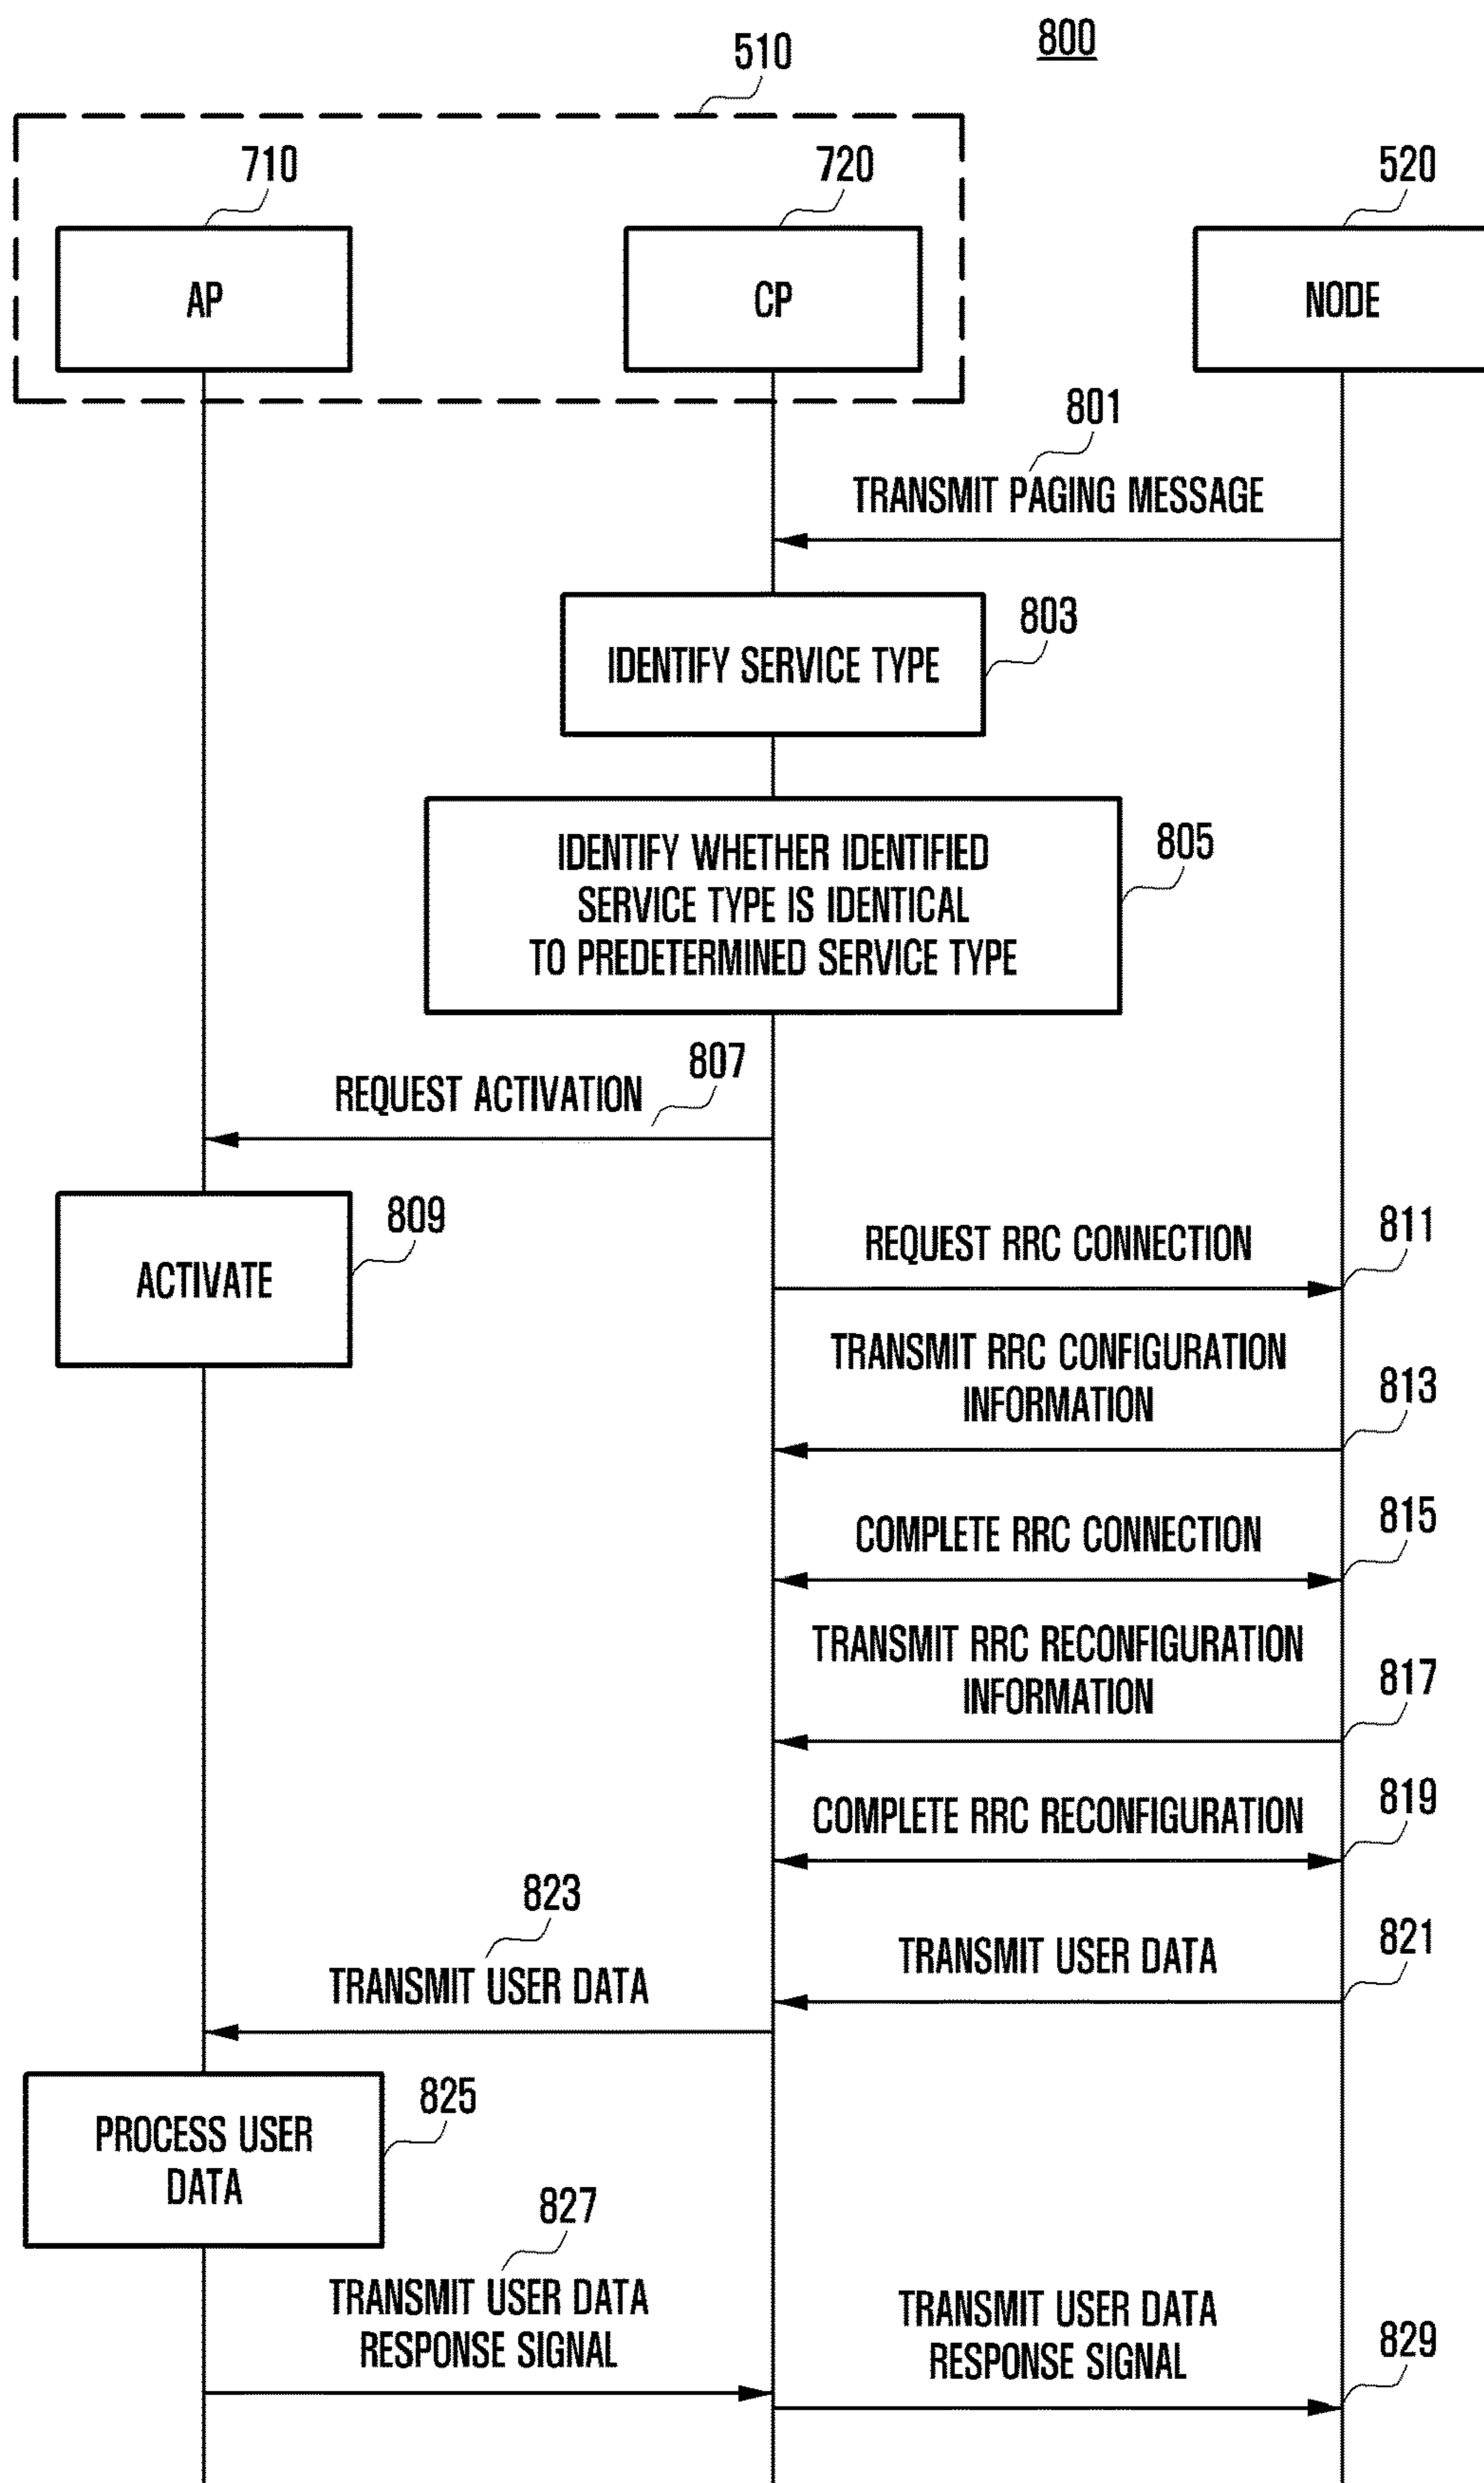 800
510
710
720
520
AP
CP
NODE
801
TRANSMIT PAGING MESSAGE
803
IDENTIFY SERVICE TYPE
805
IDENTIFY WHETHER IDENTIFIED
SERVICE TYPE IS IDENTICAL
TO PREDETERMINED SERVICE TYPE
807
REQUEST ACTIVATION
809
ACTIVATE
811
REQUEST RRC CONNECTION
TRANSMIT RRC CONFIGURATION
INFORMATION
813
COMPLETE RRC CONNECTION
815
TRANSMIT RRC RECONFIGURATION
INFORMATION
817
COMPLETE RRC RECONFIGURATION
819
821
TRANSMIT USER DATA
823
TRANSMIT USER DATA
825
PROCESS USER
DATA
827
TRANSMIT USER DATA
RESPONSE SIGNAL
TRANSMIT USER DATA
RESPONSE SIGNAL
829